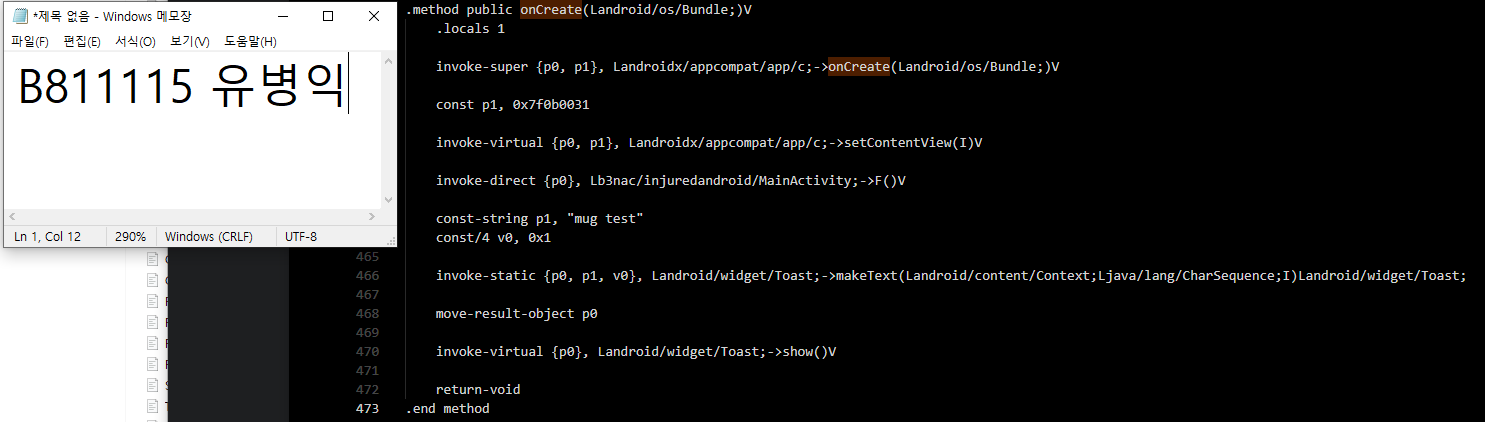 *제목 없음 - Windows 메모장
파일(F) 편집(E) 서식(O) 보기(V) 도움말(H)
B811115 유병익
Ln 1, Col 12 290% Windows (CRLF) UTF-8
.method public onCreate(Landroid/os/Bundle;)V
.locals 1
invoke-super {p0, p1}, Landroidx/appcompat/app/c;->onCreate(Landroid/os/Bundle;)V
const p1, 0x7f0b0031
invoke-virtual {p0, p1}, Landroidx/appcompat/app/c;->setContentView(I)V
invoke-direct {p0}, Lb3nac/injuredandroid/MainActivity;->F()V
const-string p1, "mug test"
const/4 v0, 0x1
465
466 invoke-static {p0, p1, v0}, Landroid/widget/Toast;->makeText(Landroid/content/Context;Ljava/lang/CharSequence;I)Landroid/widget/Toast;
467
468 move-result-object p0
469
470 invoke-virtual {p0}, Landroid/widget/Toast;->show()V
471
472 return-void
473 .end method